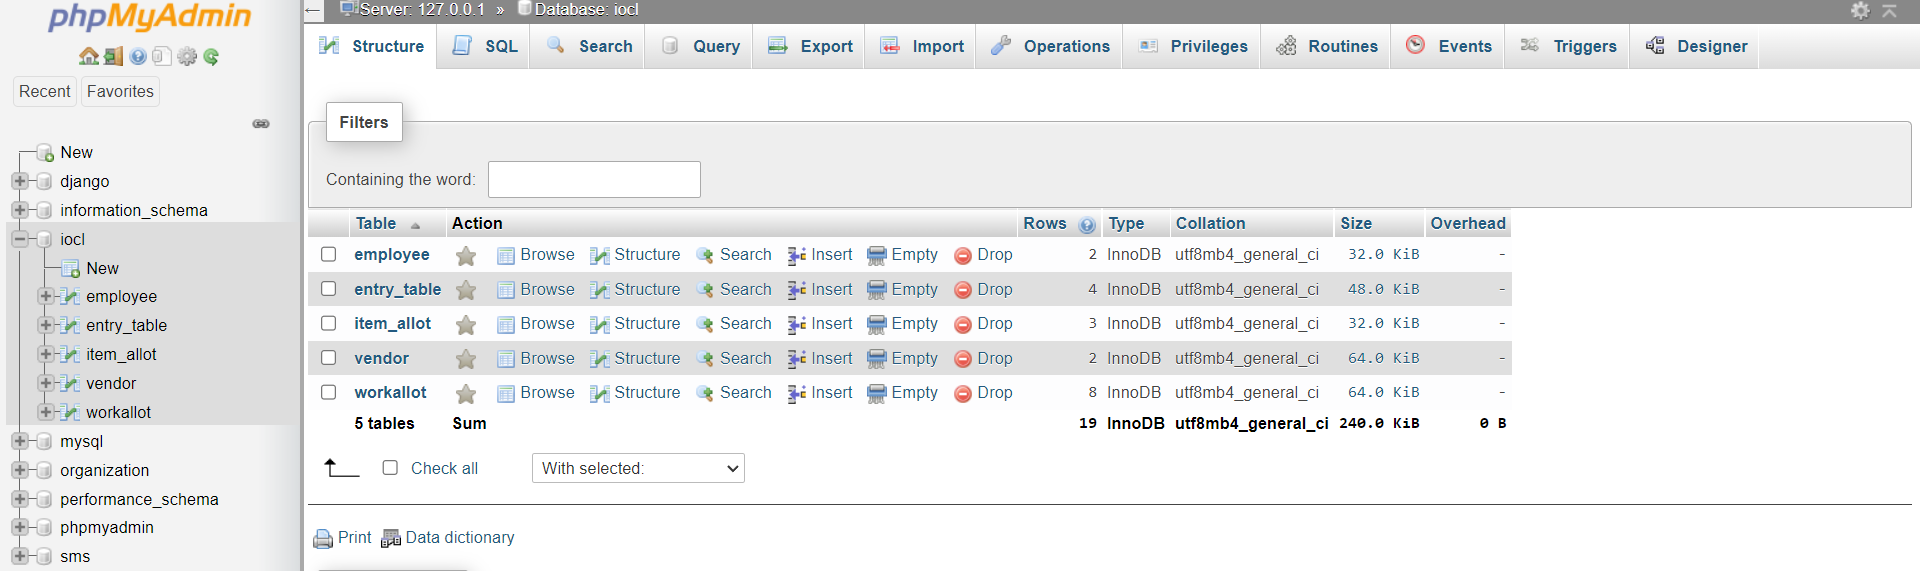 phpMyAdmin
Recent Favorites
New
django
information_schema
iocl
New
employee
entry_table
item_allot
vendor
workallot
mysql
organization
performance_schema
phpmyadmin
sms
Server: 127.0.0.1 » Database: iocl
Structure SQL Search Query Export Import Operations Privileges Routines Events Triggers Designer
Filters
Containing the word:
Table Action Rows Type Collation Size Overhead
employee Browse Structure Search Insert Empty Drop 2 InnoDB utf8mb4_general_ci 32.0 KiB -
entry_table Browse Structure Search Insert Empty Drop 4 InnoDB utf8mb4_general_ci 48.0 KiB -
item_allot Browse Structure Search Insert Empty Drop 3 InnoDB utf8mb4_general_ci 32.0 KiB -
vendor Browse Structure Search Insert Empty Drop 2 InnoDB utf8mb4_general_ci 64.0 KiB -
workallot Browse Structure Search Insert Empty Drop 8 InnoDB utf8mb4_general_ci 64.0 KiB -
5 tables Sum 19 InnoDB utf8mb4_general_ci 240.0 KiB 0 B
Check all With selected:
Print Data dictionary